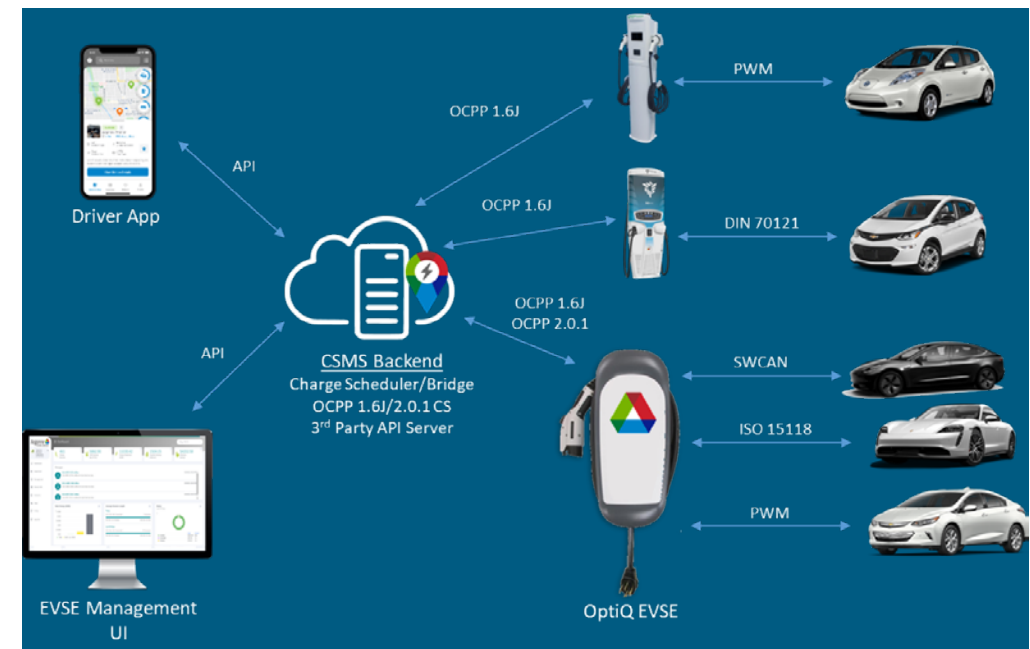 OCPP 1.6J
PWM
API
Driver App
OCPP 1.6J
DIN 70121
OCPP 1.6J
OCPP 2.0.1
API
CSMS Backend
Charge Scheduler/Bridge
OCPP 1.6J/2.0.1 CS
3rd Party API Server
SWCAN
ISO 15118
PWM
EVSE Management
UI
OptiQ EVSE